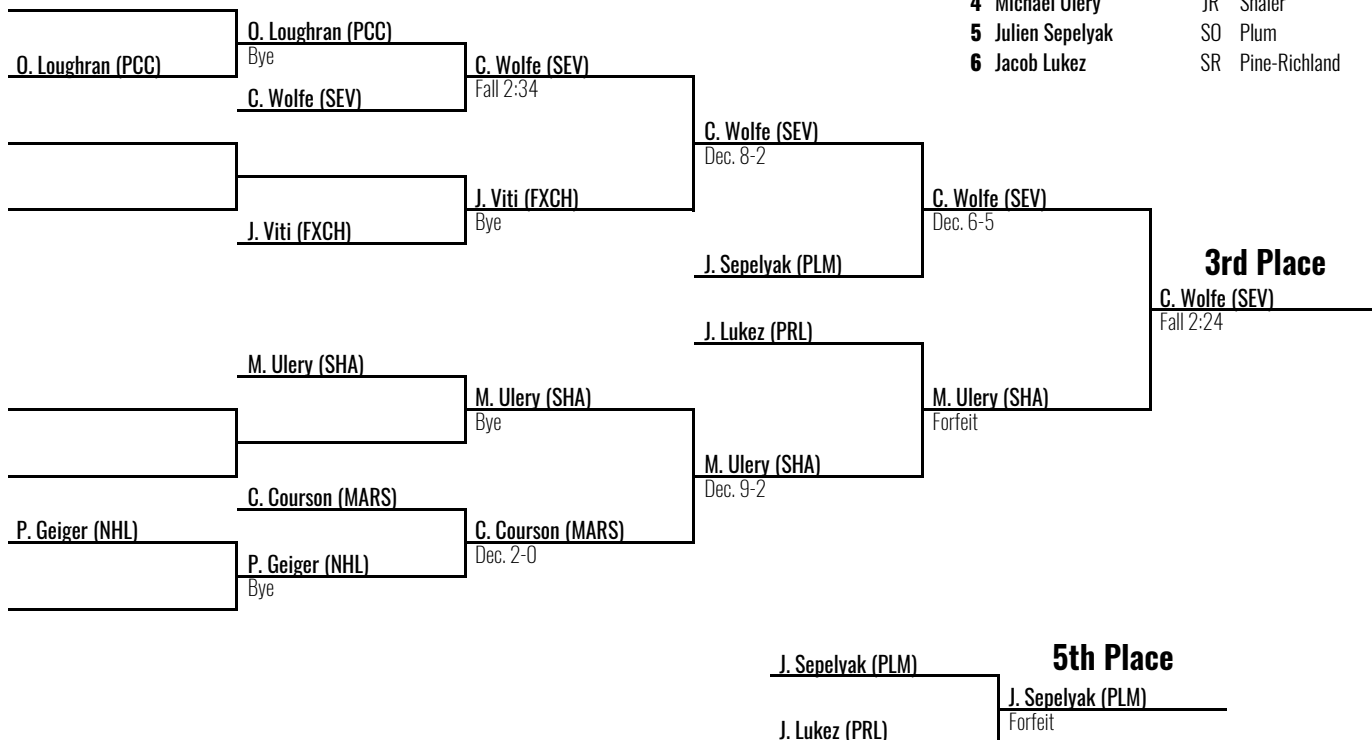 4 Michael Ulery JR Shaler
O. Loughran (PCC)
5 Julien Sepelyak SO Plum
Bye
O. Loughran (PCC)
C. Wolfe (SEV)
6 Jacob Lukez SR Pine-Richland
Fall 2:34
C. Wolfe (SEV)
C. Wolfe (SEV)
Dec. 8-2
J. Viti (FXCH)
C. Wolfe (SEV)
Bye
Dec. 6-5
J. Viti (FXCH)
J. Sepelyak (PLM)
3rd Place
C. Wolfe (SEV)
Fall 2:24
J. Lukez (PRL)
M. Ulery (SHA)
M. Ulery (SHA)
M. Ulery (SHA)
Bye
Forfeit
M. Ulery (SHA)
Dec. 9-2
C. Courson (MARS)
P. Geiger (NHL)
C. Courson (MARS)
Dec. 2-0
P. Geiger (NHL)
Bye
J. Sepelyak (PLM)
5th Place
J. Sepelyak (PLM)
Forfeit
J. Lukez (PRL)